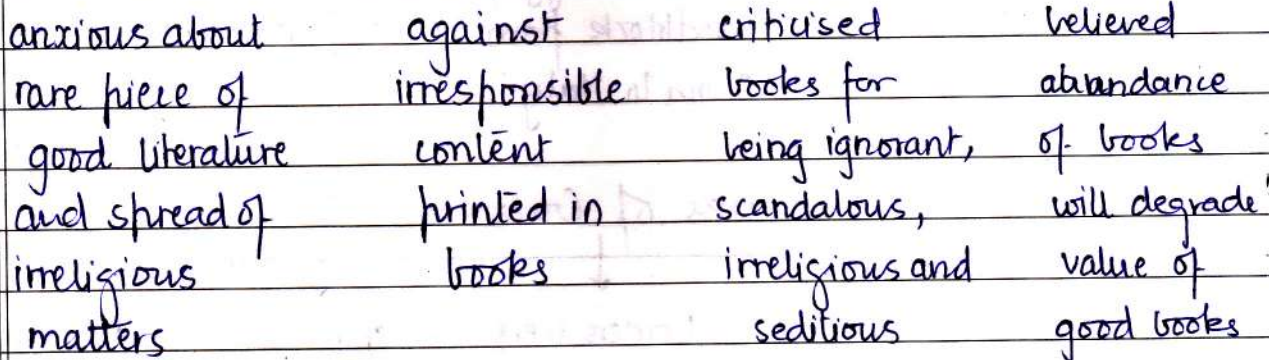 anxious about against criticised believed
rare piece of irresponsible books for abundance
good literature content being ignorant, of books
and spread of printed in scandalous, will degrade
irreligious books irreligious and value of
matters seditious good books